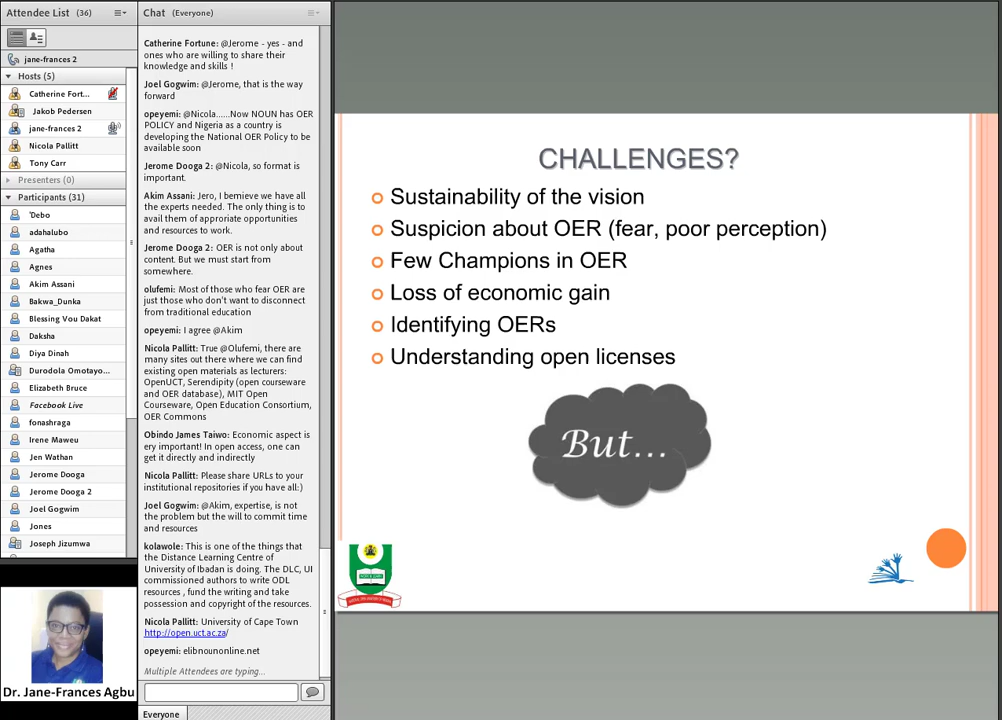 Attendee List (36)
jane-frances 2
Hosts (5)
Catherine Fort...
Jakob Pedersen
jane-frances 2
Nicola Pallitt
Tony Carr
Presenters (0)
Participants (31)
'Debo
adahalubo
Agatha
Agnes
Akim Assani
Bakwa_Dunka
Blessing Vou Dakat
Daksha
Diya Dinah
Durodola Omotayo...
Elizabeth Bruce
Facebook Live
fonashraga
Irene Maweu
Jen Wathan
Jerome Dooga
Jerome Dooga 2
Joel Gogwim
Jones
Joseph Jizumwa
Dr. Jane-Frances Agbu
Chat (Everyone)
Catherine Fortune: @Jerome - yes - and
ones who are willing to share their
knowledge and skills !
Joel Gogwim: @Jerome, that is the way
forward
opeyemi: @Nicola......Now NOUN has OER
POLICY and Nigeria as a country is
developing the National OER Policy to be
available soon
Jerome Dooga 2: @Nicola, so format is
important.
Akim Assani: Jero, I bemieve we have all
the experts needed. The only thing is to
avail them of approriate opportunities
and resources to work.
Jerome Dooga 2: OER is not only about
content. But we must start from
somewhere.
olufemi: Most of those who fear OER are
just those who don't want to disconnect
from traditional education
opeyemi: I agree @Akim
Nicola Pallitt: True @Olufemi, there are
many sites out there where we can find
existing open materials as lecturers:
OpenUCT, Serendipity (open courseware
and OER database), MIT Open
Courseware, Open Education Consortium,
OER Commons
Obindo James Taiwo: Economic aspect is
ery important! In open access, one can
get it directly and indirectly
Nicola Pallitt: Please share URLs to your
institutional repositories if you have all:)
Joel Gogwim: @Akim, expertise, is not
the problem but the will to commit time
and resources
kolawole: This is one of the things that
the Distance Learning Centre of
University of Ibadan is doing. The DLC, UI
commissioned authors to write ODL
resources , fund the writing and take
possession and copyright of the resources.
Nicola Pallitt: University of Cape Town
http://open.uct.ac.za/
opeyemi: elibnounonline.net
Multiple Attendees are typing...
Everyone
CHALLENGES?
Sustainability of the vision
Suspicion about OER (fear, poor perception)
Few Champions in OER
Loss of economic gain
Identifying OERs
Understanding open licenses
But...